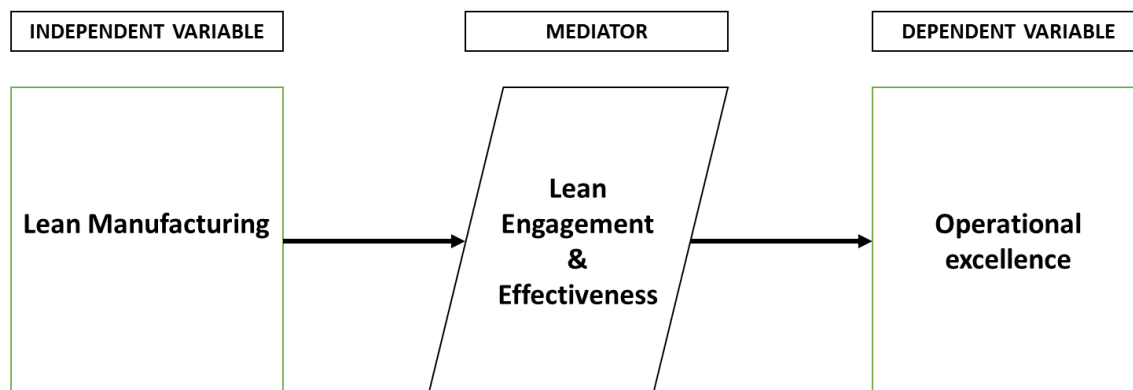 INDEPENDENT VARIABLE
MEDIATOR
DEPENDENT VARIABLE
Lean Manufacturing
Lean
Engagement
&
Effectiveness
Operational
excellence